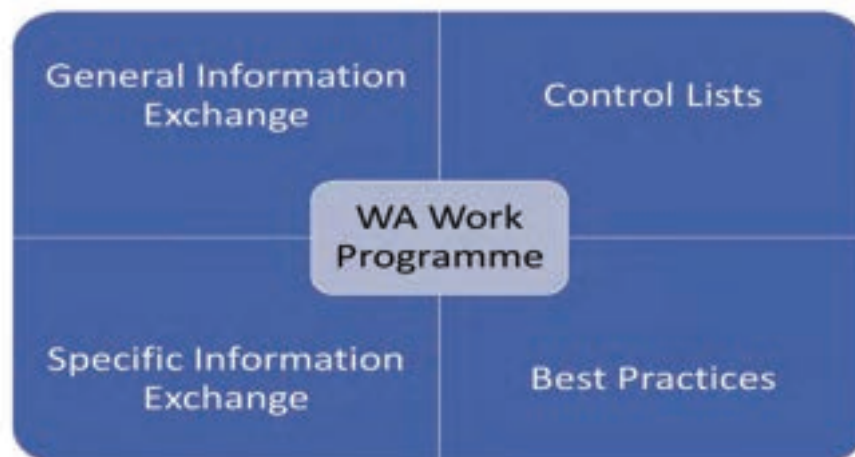 General Information
Exchange
Control Lists
WA Work
Programme
Specific Information
Exchange
Best Practices